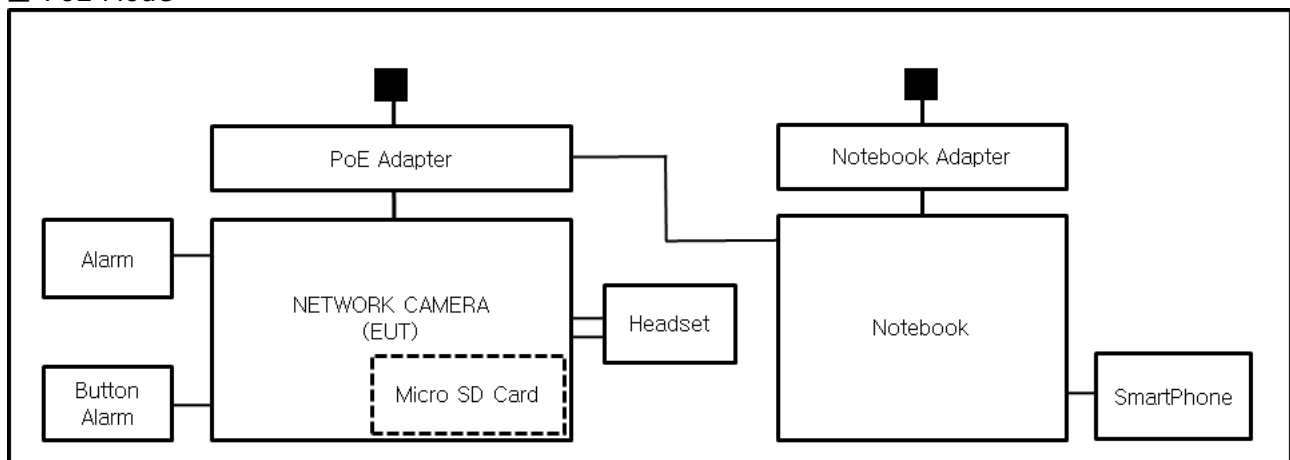 PoE Adapter
Notebook Adapter
Alarm
NETWORK CAMERA
(EUT)
Headset
Notebook
Button
Alarm
Micro SD Card
SmartPhone